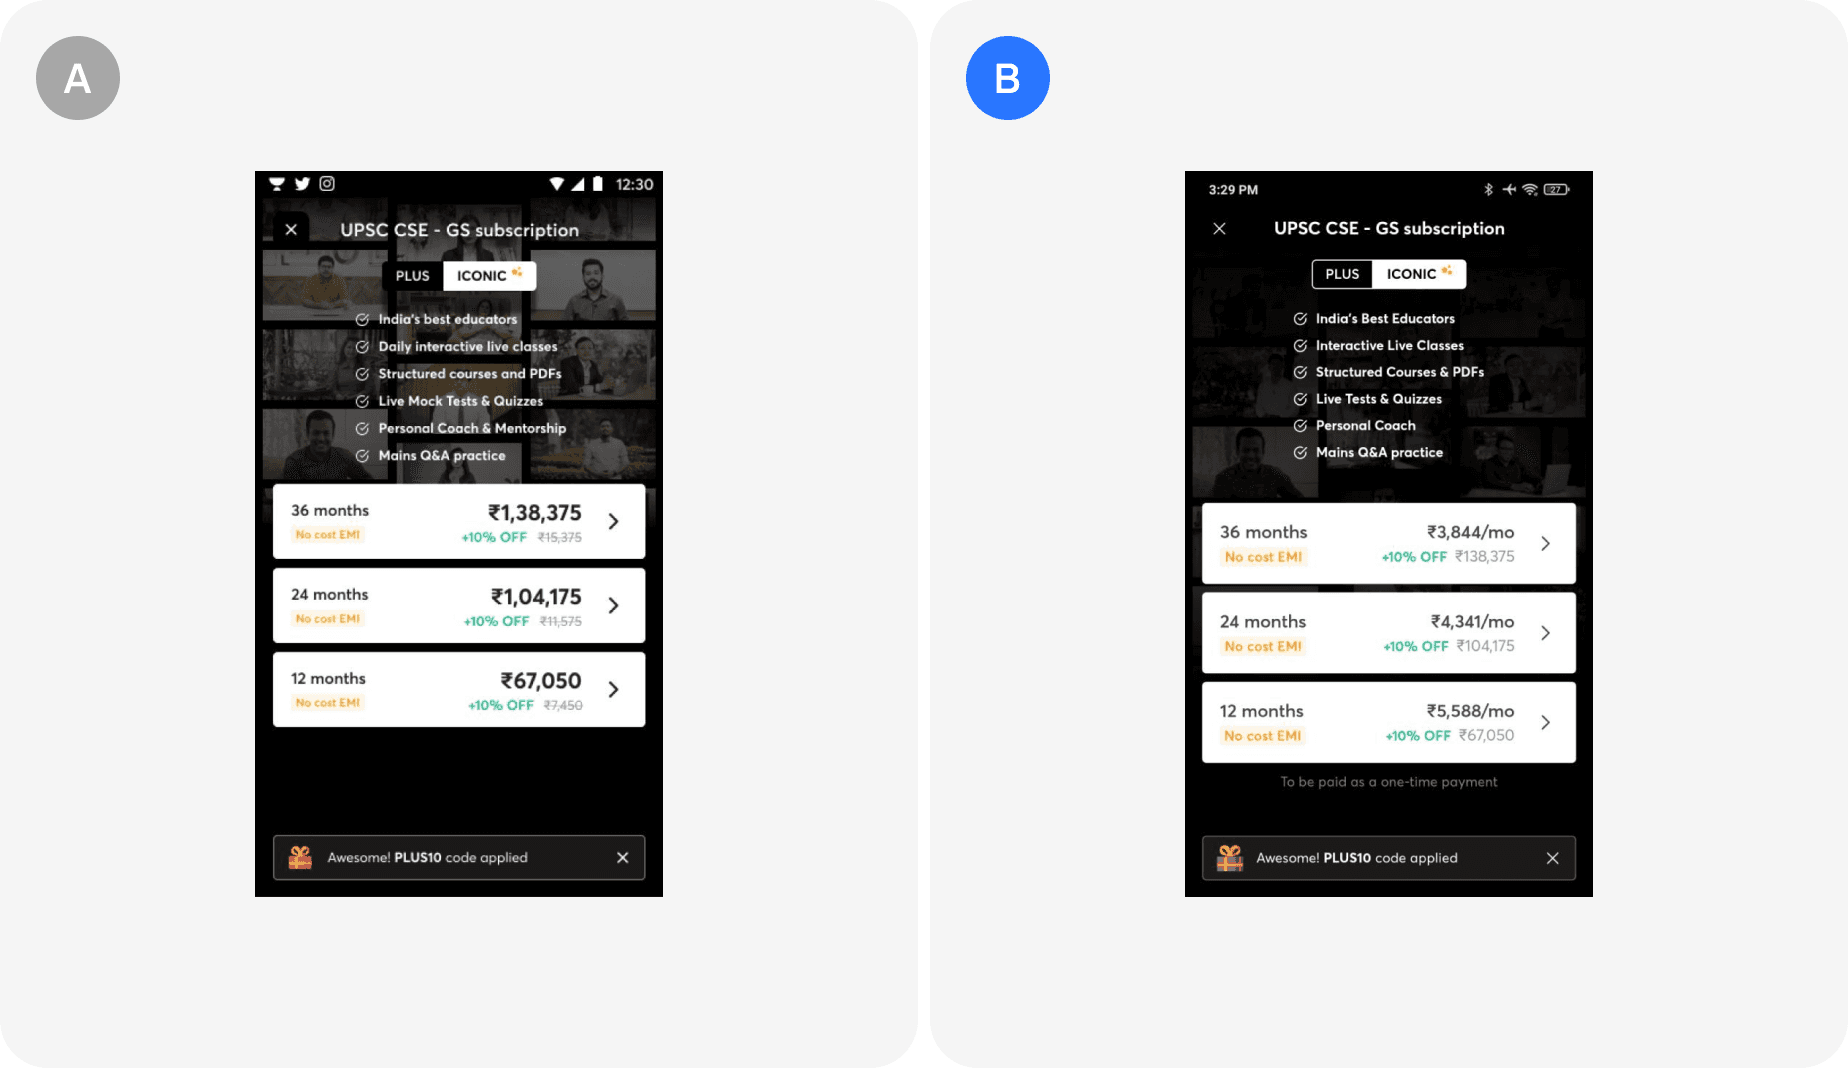 A
12:30
UPSC CSE - GS subscription
PLUS ICONIC
India's best educators
Daily interactive live classes
Structured courses and PDFs
Live Mock Tests & Quizzes
Personal Coach & Mentorship
Mains Q&A practice
36 months ₹1,38,375
No cost EMI +10% OFF ₹15,375
24 months ₹1,04,175
No cost EMI +10% OFF ₹11,575
12 months ₹67,050
No cost EMI +10% OFF ₹7,450
Awesome! PLUS10 code applied
B
3:29 PM 27
UPSC CSE - GS subscription
PLUS ICONIC
India's Best Educators
Interactive Live Classes
Structured Courses & PDFs
Live Tests & Quizzes
Personal Coach
Mains Q&A practice
36 months ₹3,844/mo
No cost EMI +10% OFF ₹138,375
24 months ₹4,341/mo
No cost EMI +10% OFF ₹104,175
12 months ₹5,588/mo
No cost EMI +10% OFF ₹67,050
To be paid as a one-time payment
Awesome! PLUS10 code applied